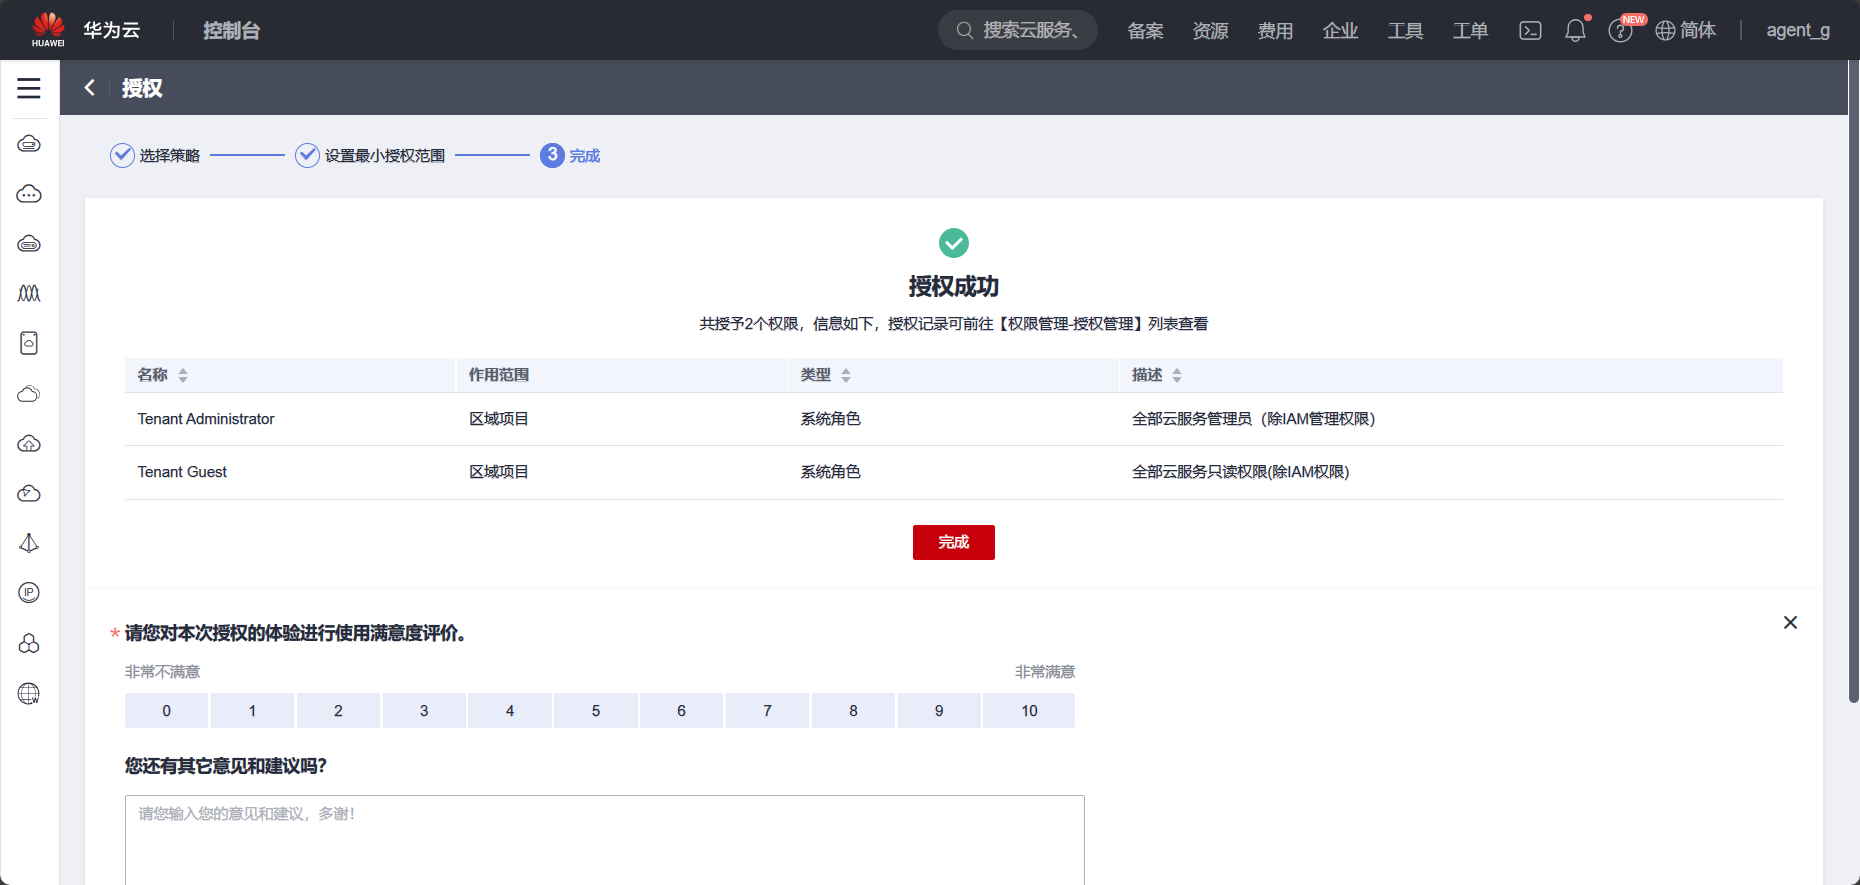 HUAWEI 华为云 控制台 搜索云服务、 备案 资源 费用 企业 工具 工单 NEW 简体 agent_g
授权
选择策略 设置最小授权范围 3 完成
授权成功
共授予2个权限，信息如下，授权记录可前往【权限管理-授权管理】列表查看
名称 作用范围 类型 描述
Tenant Administrator 区域项目 系统角色 全部云服务管理员（除IAM管理权限）
Tenant Guest 区域项目 系统角色 全部云服务只读权限(除IAM权限)
完成
* 请您对本次授权的体验进行使用满意度评价。
非常不满意 非常满意
0 1 2 3 4 5 6 7 8 9 10
您还有其它意见和建议吗?
请您输入您的意见和建议，多谢！
IP
W